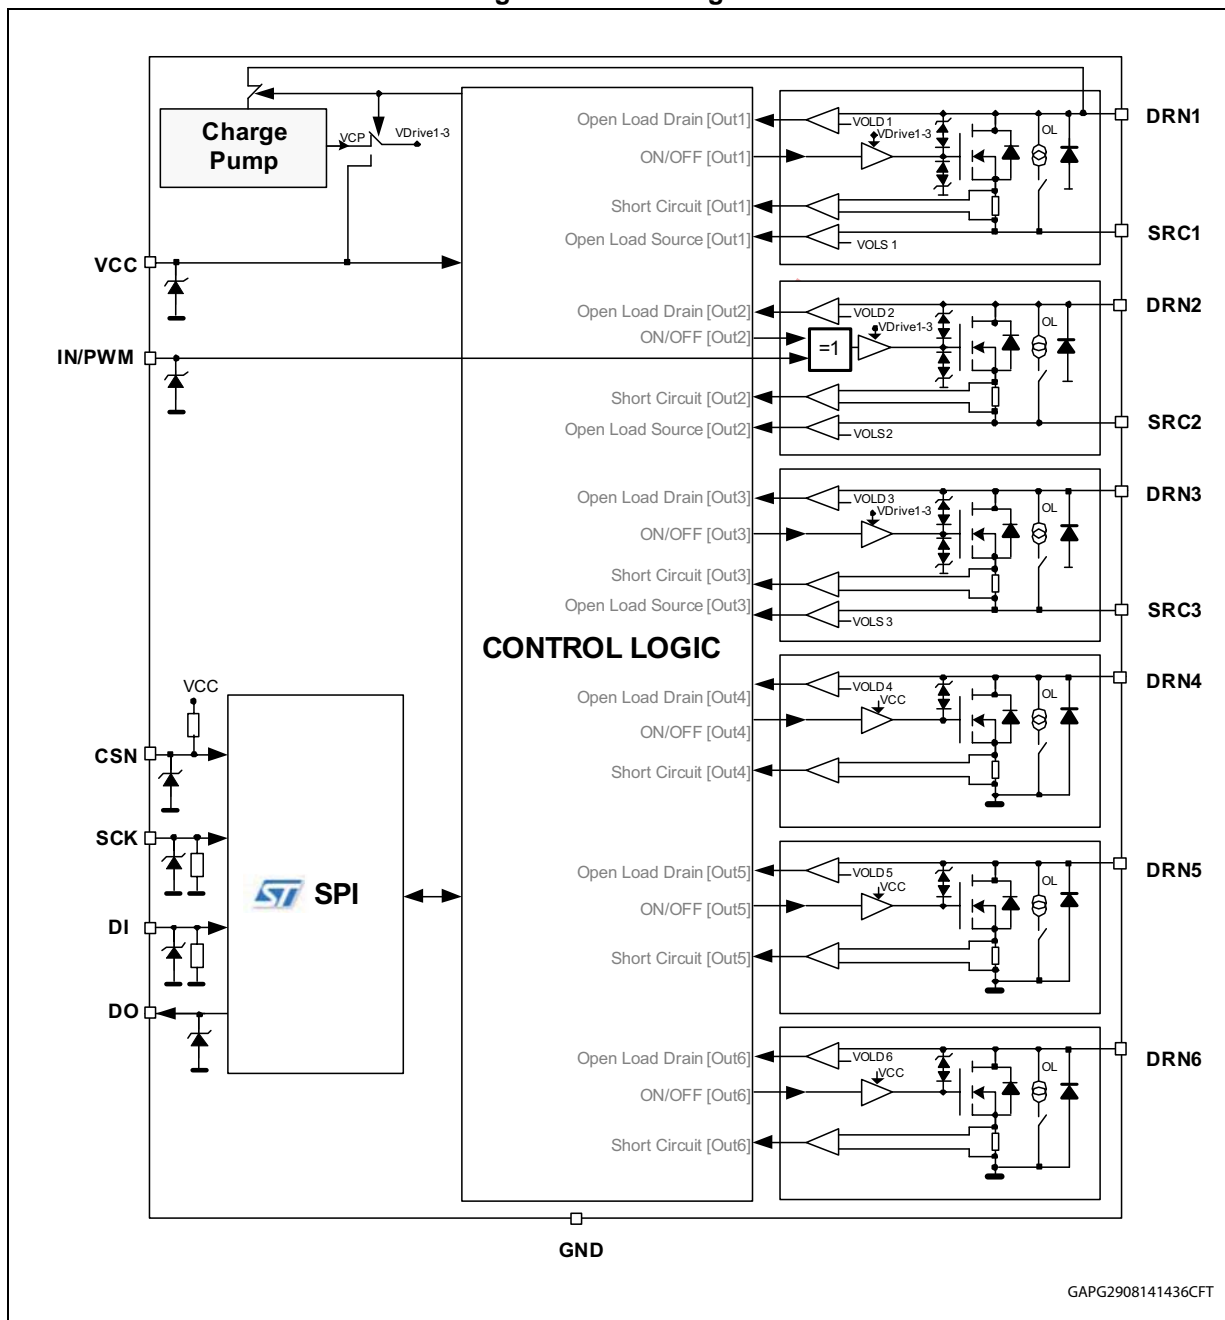 Charge
Pump
VCP
VDrive1-3
VCC
IN/PWM
VCC
CSN
SCK
DI
DO
ST SPI
CONTROL LOGIC
Open Load Drain [Out1]
ON/OFF [Out1]
Short Circuit [Out1]
Open Load Source [Out1]
VOLD 1
VDrive1-3
OL
VOLS 1
DRN1
SRC1
Open Load Drain [Out2]
ON/OFF [Out2]
Short Circuit [Out2]
Open Load Source [Out2]
VOLD 2
VDrive1-3
=1
OL
VOLS2
DRN2
SRC2
Open Load Drain [Out3]
ON/OFF [Out3]
Short Circuit [Out3]
Open Load Source [Out3]
VOLD 3
VDrive1-3
OL
VOLS 3
DRN3
SRC3
Open Load Drain [Out4]
ON/OFF [Out4]
Short Circuit [Out4]
VOLD 4
VCC
OL
DRN4
Open Load Drain [Out5]
ON/OFF [Out5]
Short Circuit [Out5]
VOLD 5
VCC
OL
DRN5
Open Load Drain [Out6]
ON/OFF [Out6]
Short Circuit [Out6]
VOLD 6
VCC
OL
DRN6
GND
GAPG2908141436CFT